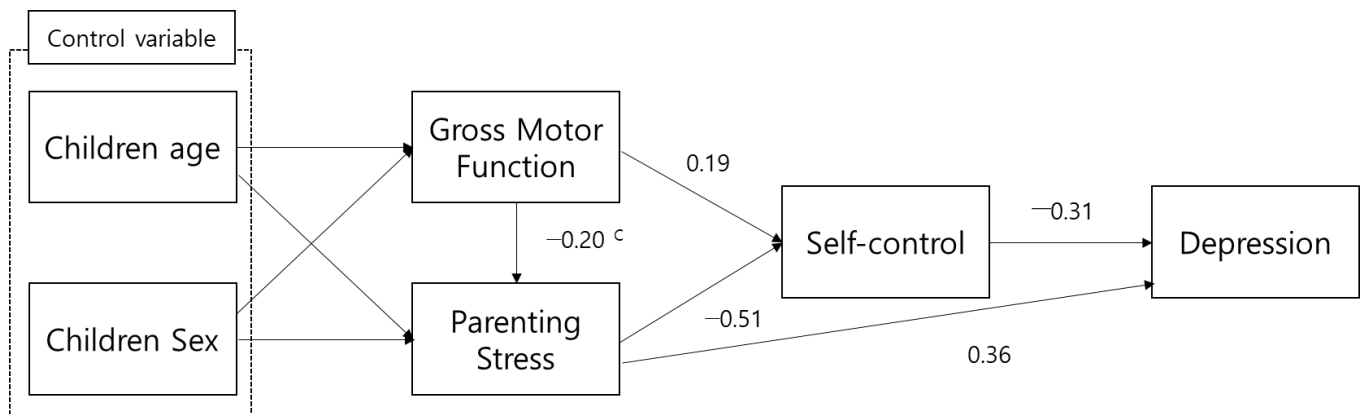 Control variable
Children age
Children Sex
Gross Motor
Function
−0.20 c
Parenting
Stress
0.19
−0.51
0.36
Self-control
−0.31
Depression